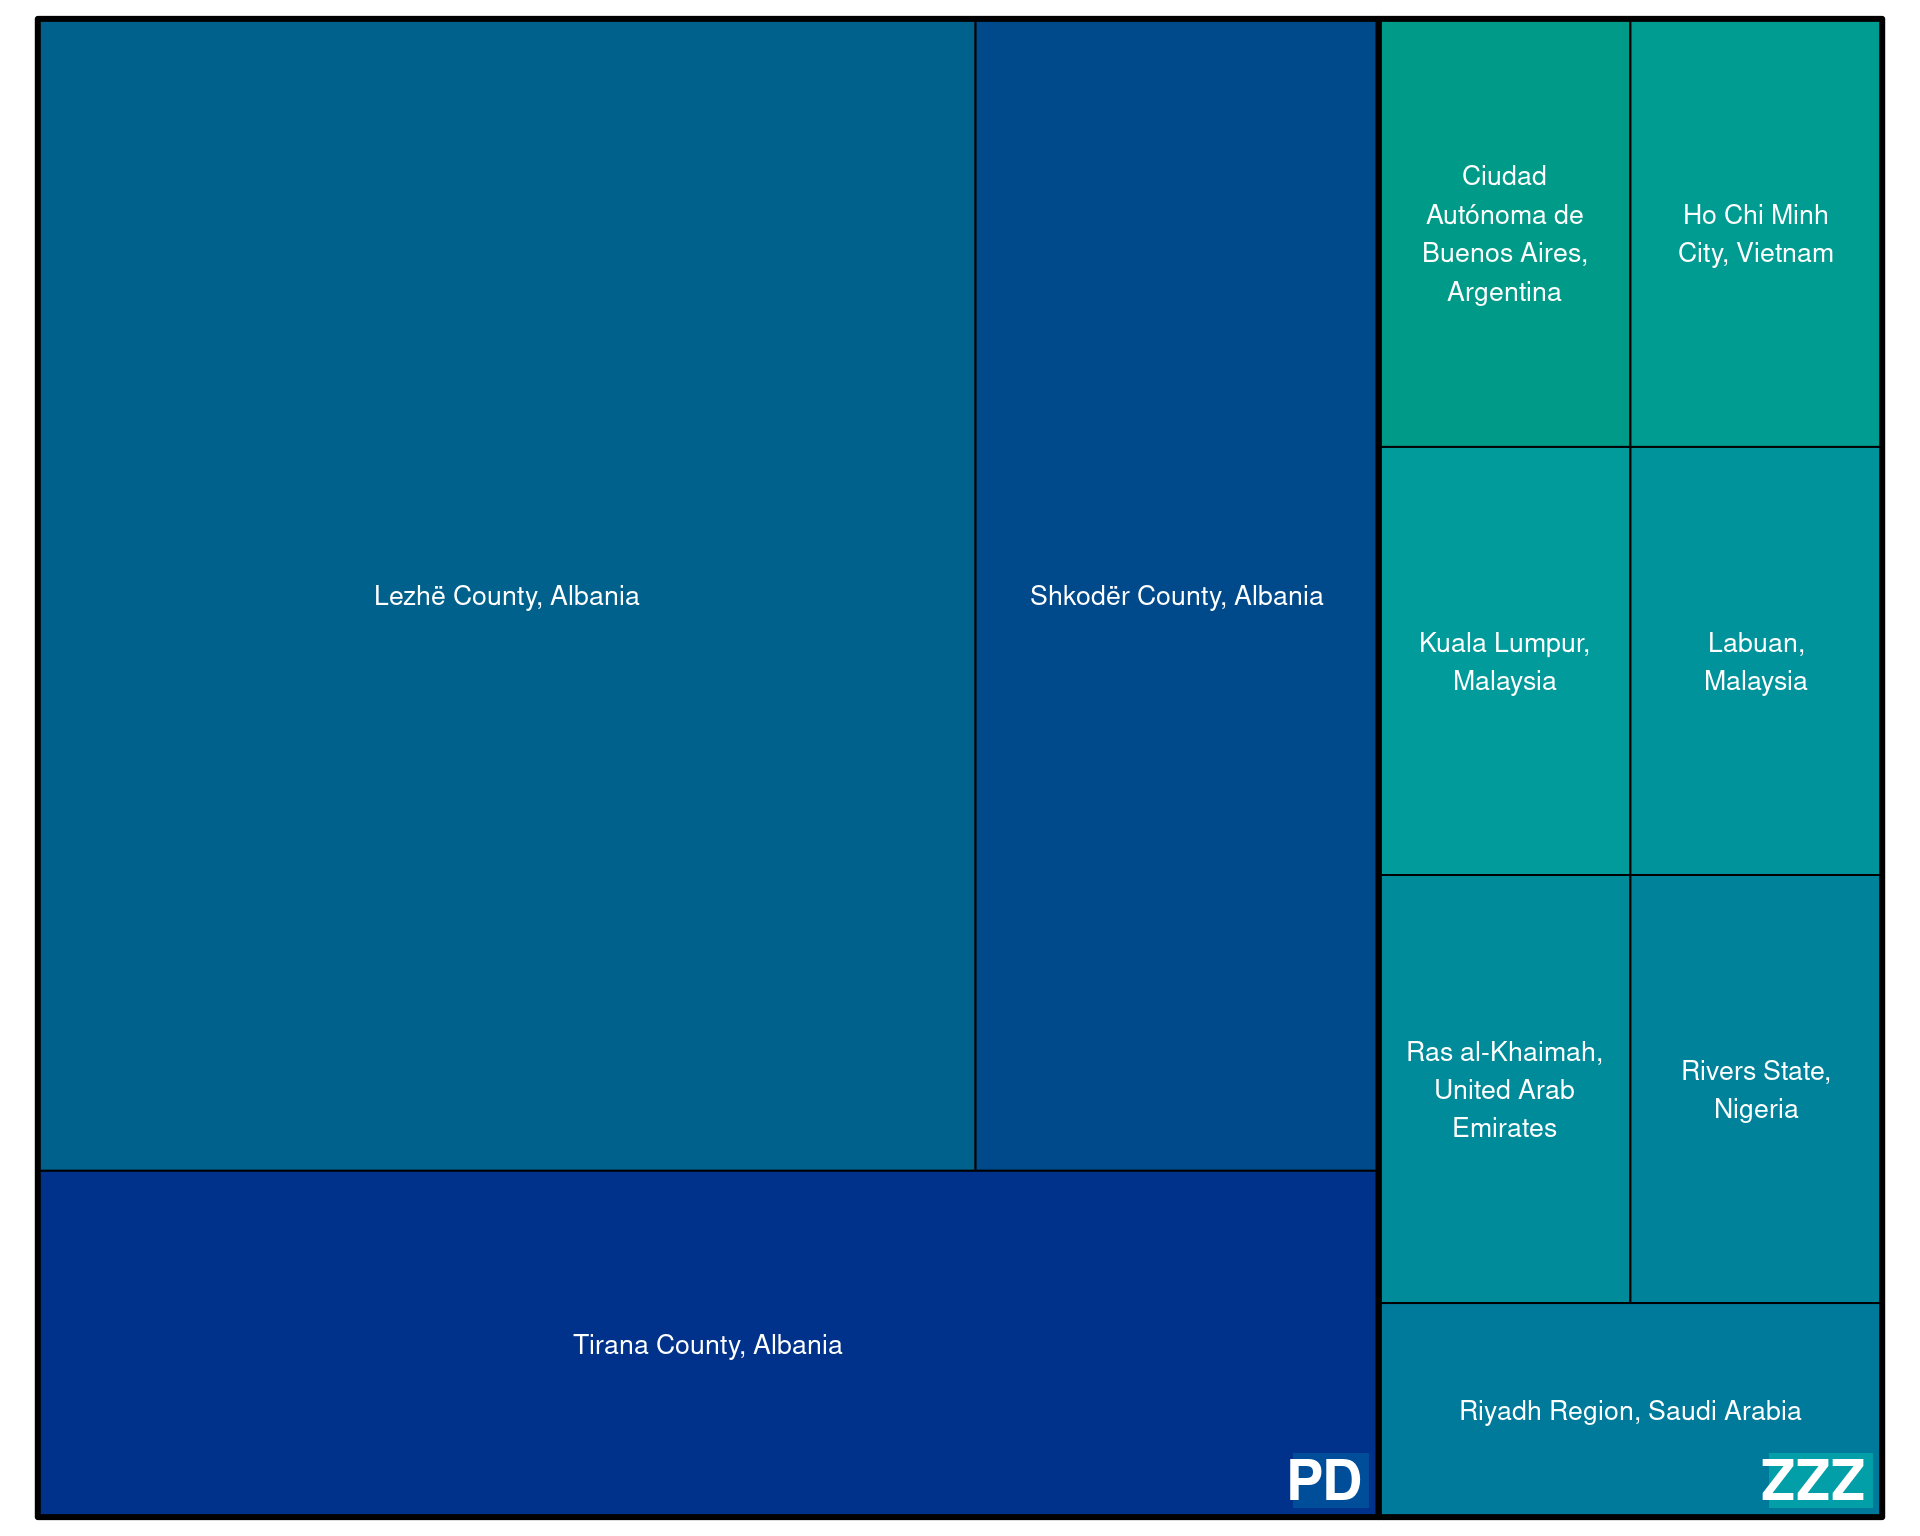 Lezhë County, Albania
Shkodër County, Albania
Tirana County, Albania
PD
Ciudad
Autónoma de
Buenos Aires,
Argentina
Ho Chi Minh
City, Vietnam
Kuala Lumpur,
Malaysia
Labuan,
Malaysia
Ras al-Khaimah,
United Arab
Emirates
Rivers State,
Nigeria
Riyadh Region, Saudi Arabia
ZZZ